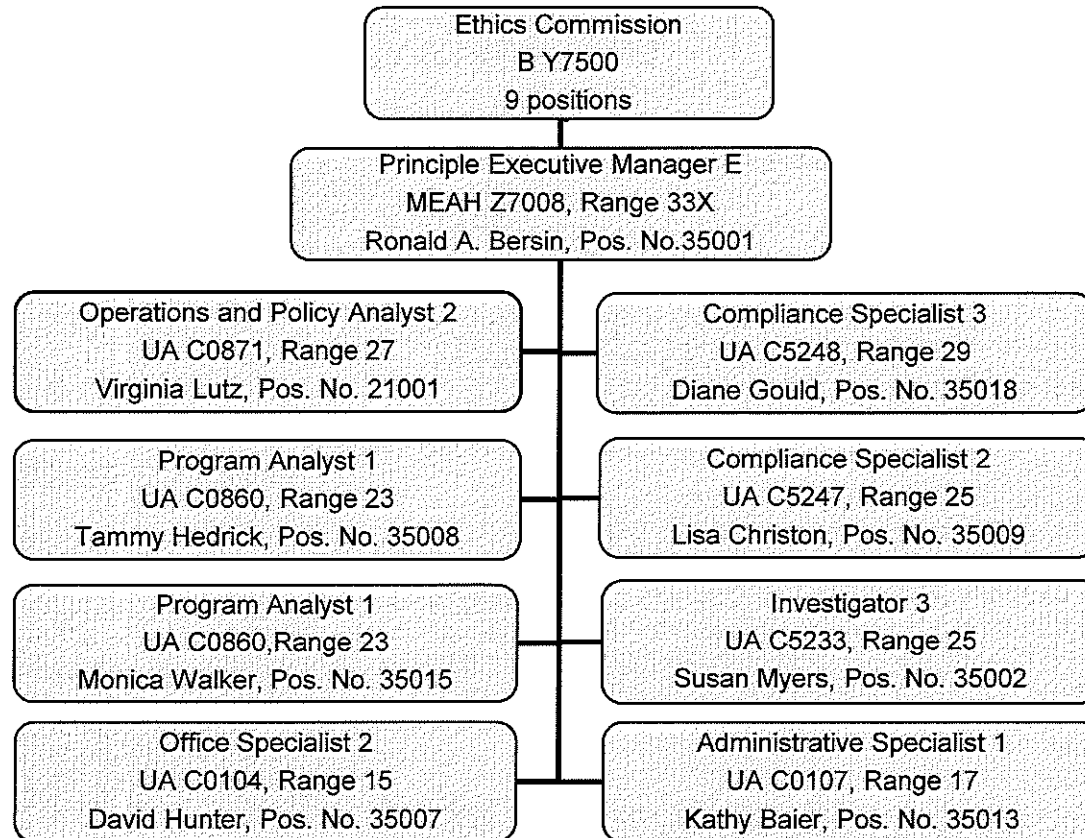 Ethics Commission
B Y7500
9 positions
Principle Executive Manager E
MEAH Z7008, Range 33X
Ronald A. Bersin, Pos. No.35001
Operations and Policy Analyst 2
UA C0871, Range 27
Virginia Lutz, Pos. No. 21001
Compliance Specialist 3
UA C5248, Range 29
Diane Gould, Pos. No. 35018
Program Analyst 1
UA C0860, Range 23
Tammy Hedrick, Pos. No. 35008
Compliance Specialist 2
UA C5247, Range 25
Lisa Christon, Pos. No. 35009
Program Analyst 1
UA C0860,Range 23
Monica Walker, Pos. No. 35015
Investigator 3
UA C5233, Range 25
Susan Myers, Pos. No. 35002
Office Specialist 2
UA C0104, Range 15
David Hunter, Pos. No. 35007
Administrative Specialist 1
UA C0107, Range 17
Kathy Baier, Pos. No. 35013